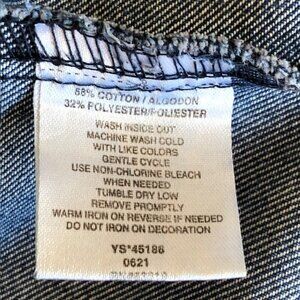 68% COTTON / ALGODON
32% POLYESTER/POLIESTER
WASH INSIDE OUT
MACHINE WASH COLD
WITH LIKE COLORS
GENTLE CYCLE
USE NON-CHLORINE BLEACH
WHEN NEEDED
TUMBLE DRY LOW
REMOVE PROMPTLY
WARM IRON ON REVERSE IF NEEDED
DO NOT IRON ON DECORATION
YS*45186
0621